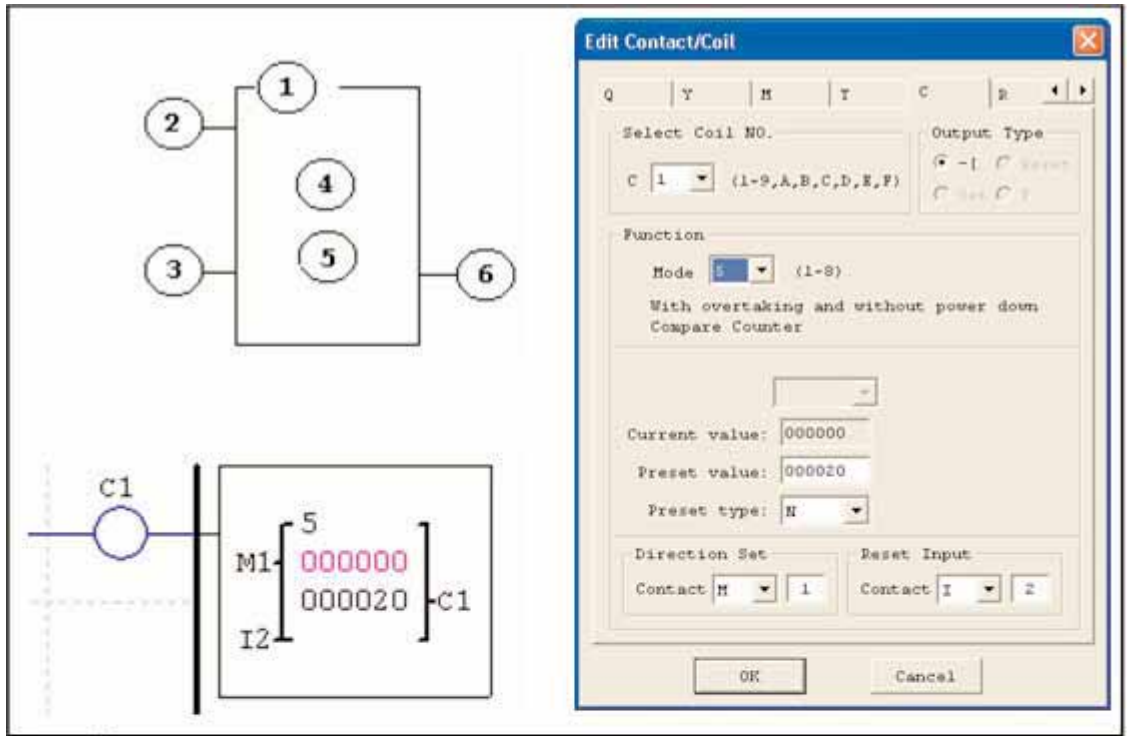 1
2
4
5
3
6
C1
5
M1
000000
000020
C1
I2
Edit Contact/Coil
Q Y M T C R
Select Coil NO.
C 1 (1-9,A,B,C,D,E,F)
Output Type
-[ Reset
Set P
Function
Mode 5 (1-8)
With overtaking and without power down
Compare Counter
Current value: 000000
Preset value: 000020
Preset type: N
Direction Set
Contact M 1
Reset Input
Contact I 2
OK Cancel